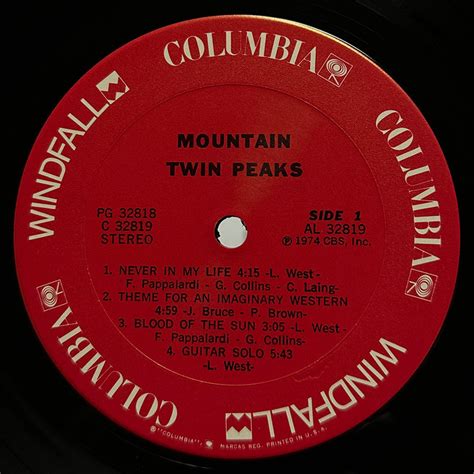 COLUMBIA
COLUMBIA
WINDFALL
COLUMBIA
COLUMBIA
WINDFALL
MOUNTAIN
TWIN PEAKS
PG 32818
C 32819
STEREO
SIDE 1
AL 32819
Ⓟ 1974 CBS, Inc.
1. NEVER IN MY LIFE 4:15 -L. West-
F. Pappalardi - G. Collins - C. Laing-
2. THEME FOR AN IMAGINARY WESTERN
4:59 -J. Bruce - P. Brown-
3. BLOOD OF THE SUN 3:05 -L. West-
F. Pappalardi - G. Collins-
4. GUITAR SOLO 5:43
-L. West-
®"COLUMBIA", MARCAS REG. PRINTED IN U.S.A.